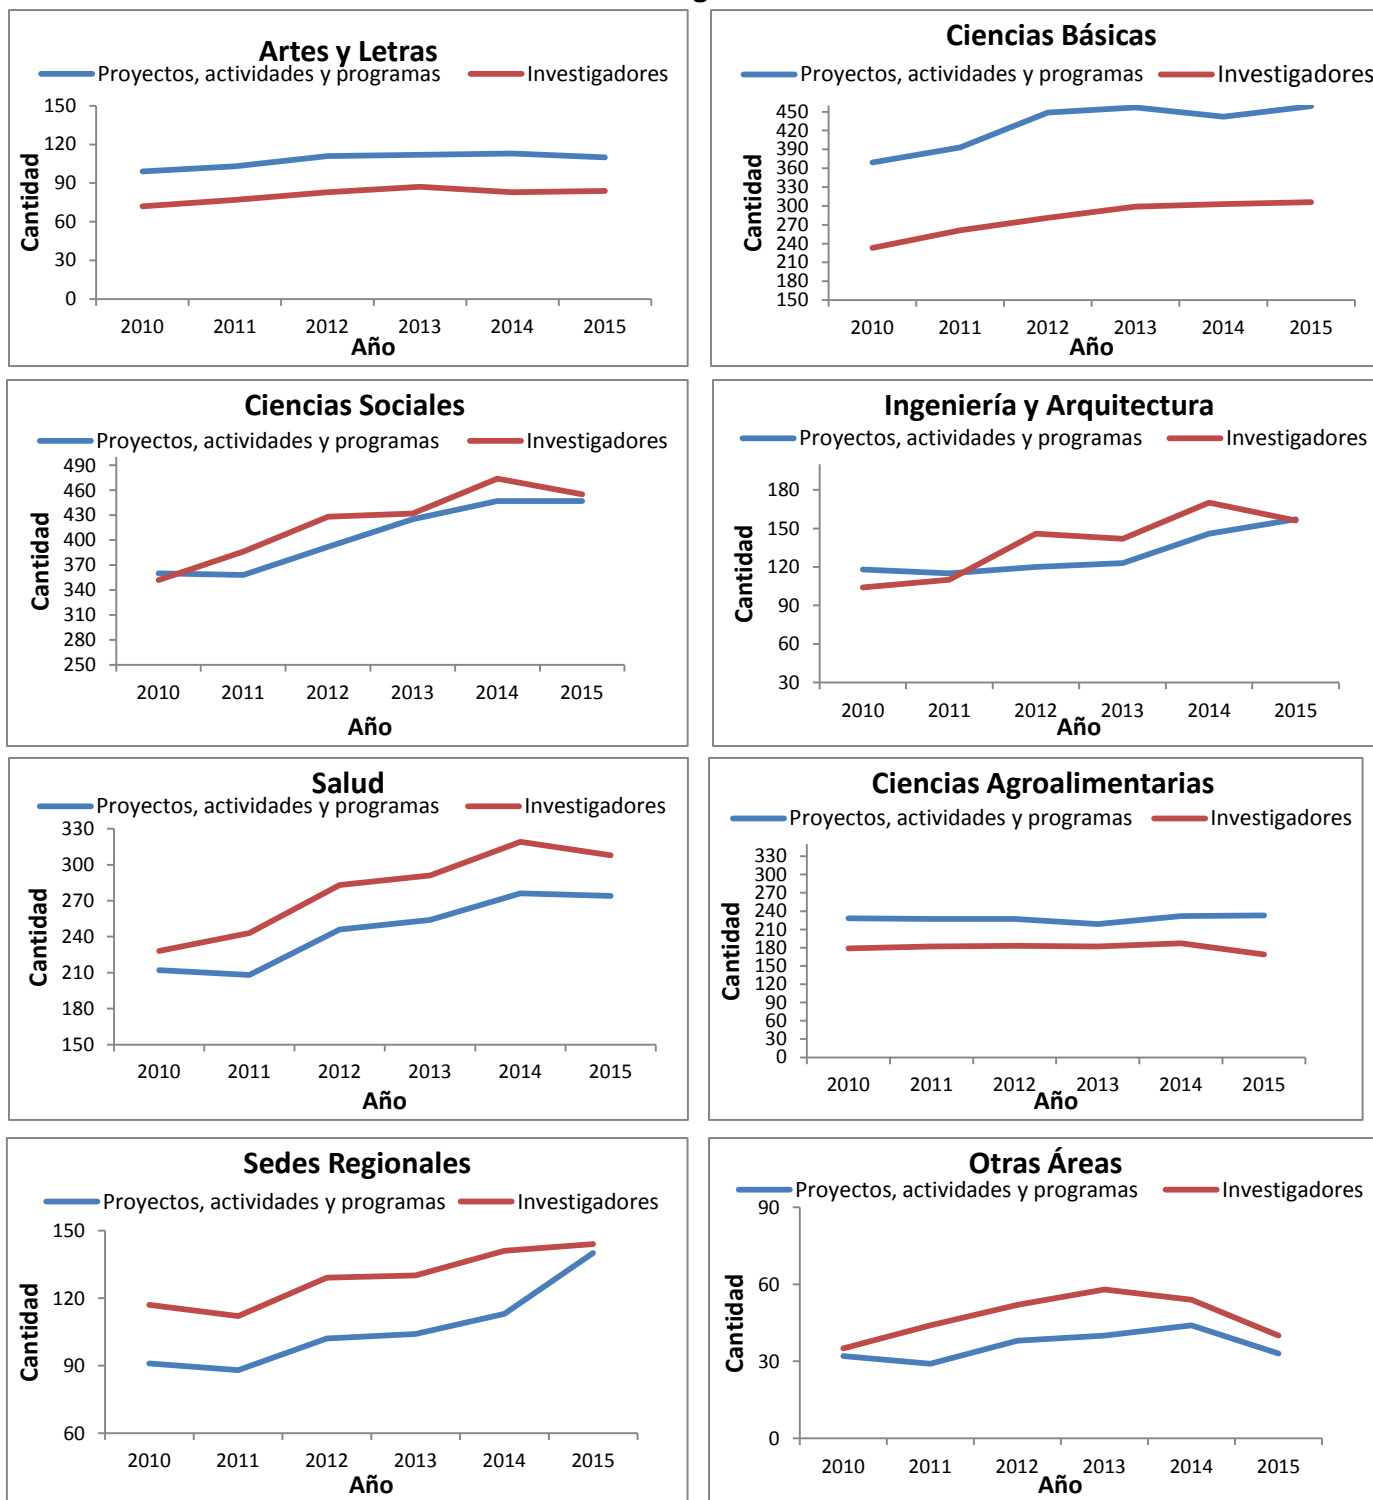 Artes y Letras
Proyectos, actividades y programas Investigadores
150
120
90
60
30
0
Cantidad
2010 2011 2012 2013 2014 2015
Año
Ciencias Básicas
Proyectos, actividades y programas Investigadores
450
420
390
360
330
300
270
240
210
180
150
Cantidad
2010 2011 2012 2013 2014 2015
Año
Ciencias Sociales
Proyectos, actividades y programas Investigadores
490
460
430
400
370
340
310
280
250
Cantidad
2010 2011 2012 2013 2014 2015
Año
Ingeniería y Arquitectura
Proyectos, actividades y programas Investigadores
180
150
120
90
60
30
Cantidad
2010 2011 2012 2013 2014 2015
Año
Salud
Proyectos, actividades y programas Investigadores
330
300
270
240
210
180
150
Cantidad
2010 2011 2012 2013 2014 2015
Año
Ciencias Agroalimentarias
Proyectos, actividades y programas Investigadores
330
300
270
240
210
180
150
120
90
60
30
0
Cantidad
2010 2011 2012 2013 2014 2015
Año
Sedes Regionales
Proyectos, actividades y programas Investigadores
150
120
90
60
Cantidad
2010 2011 2012 2013 2014 2015
Año
Otras Áreas
Proyectos, actividades y programas Investigadores
90
60
30
0
Cantidad
2010 2011 2012 2013 2014 2015
Año